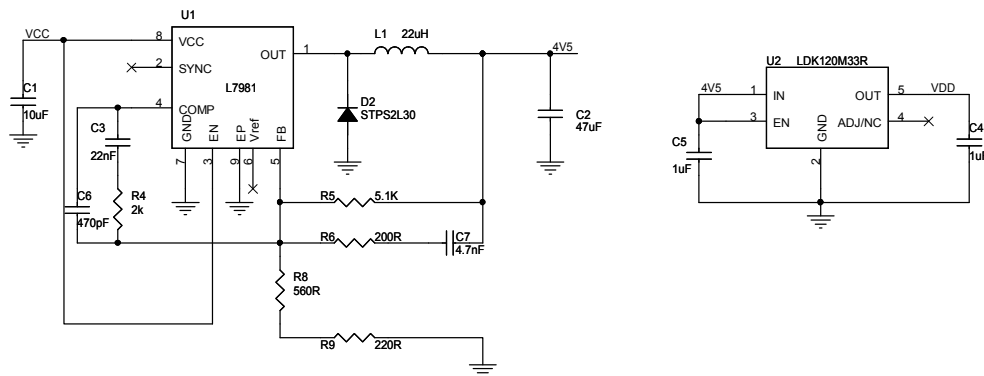 U1
VCC
8
VCC
SYNC
2
OUT
1
L7981
4
COMP
GND
EN
EP
Vref
FB
7
3
9
6
5
C1
10uF
C3
22nF
C6
470pF
R4
2k
L1 22uH
4V5
D2
STPS2L30
C2
47uF
R5 5.1K
R6 200R
C7
4.7nF
R8
560R
R9 220R
U2 LDK120M33R
4V5
1
IN
3
EN
OUT
5
VDD
ADJ/NC
4
GND
2
C5
1uF
C4
1uF